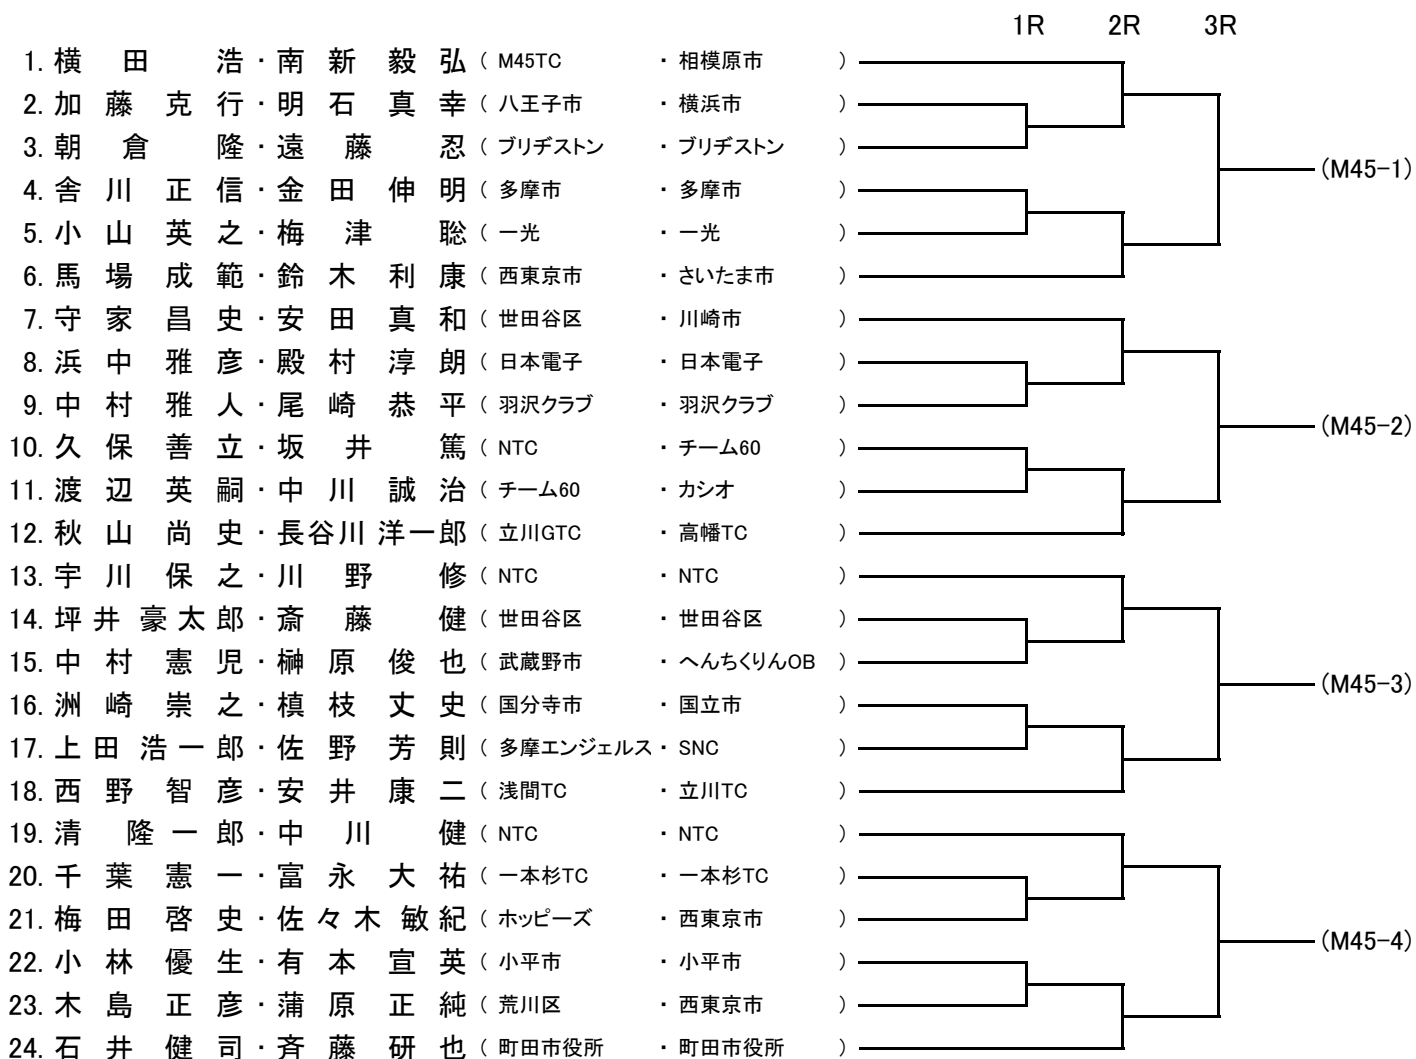 1R 2R 3R
1. 横田 浩・南新毅弘 ( M45TC ・ 相模原市 )
2. 加藤克行・明石真幸 ( 八王子市 ・ 横浜市 )
3. 朝倉 隆・遠藤 忍 ( ブリヂストン ・ ブリヂストン )
(M45-1)
4. 舎川正信・金田伸明 ( 多摩市 ・ 多摩市 )
5. 小山英之・梅津 聡 ( 一光 ・ 一光 )
6. 馬場成範・鈴木利康 ( 西東京市 ・ さいたま市 )
7. 守家昌史・安田真和 ( 世田谷区 ・ 川崎市 )
8. 浜中雅彦・殿村淳朗 ( 日本電子 ・ 日本電子 )
9. 中村雅人・尾崎恭平 ( 羽沢クラブ ・ 羽沢クラブ )
(M45-2)
10. 久保善立・坂井 篤 ( NTC ・ チーム60 )
11. 渡辺英嗣・中川誠治 ( チーム60 ・ カシオ )
12. 秋山尚史・長谷川洋一郎 ( 立川GTC ・ 高幡TC )
13. 宇川保之・川野 修 ( NTC ・ NTC )
14. 坪井豪太郎・斎藤 健 ( 世田谷区 ・ 世田谷区 )
15. 中村憲児・榊原俊也 ( 武蔵野市 ・ へんちくりんOB )
(M45-3)
16. 洲崎崇之・槙枝丈史 ( 国分寺市 ・ 国立市 )
17. 上田浩一郎・佐野芳則 ( 多摩エンジェルス ・ SNC )
18. 西野智彦・安井康二 ( 浅間TC ・ 立川TC )
19. 清 隆一郎・中川 健 ( NTC ・ NTC )
20. 千葉憲一・富永大祐 ( 一本杉TC ・ 一本杉TC )
21. 梅田啓史・佐々木敏紀 ( ホッピーズ ・ 西東京市 )
(M45-4)
22. 小林優生・有本宣英 ( 小平市 ・ 小平市 )
23. 木島正彦・蒲原正純 ( 荒川区 ・ 西東京市 )
24. 石井健司・斉藤研也 ( 町田市役所 ・ 町田市役所 )